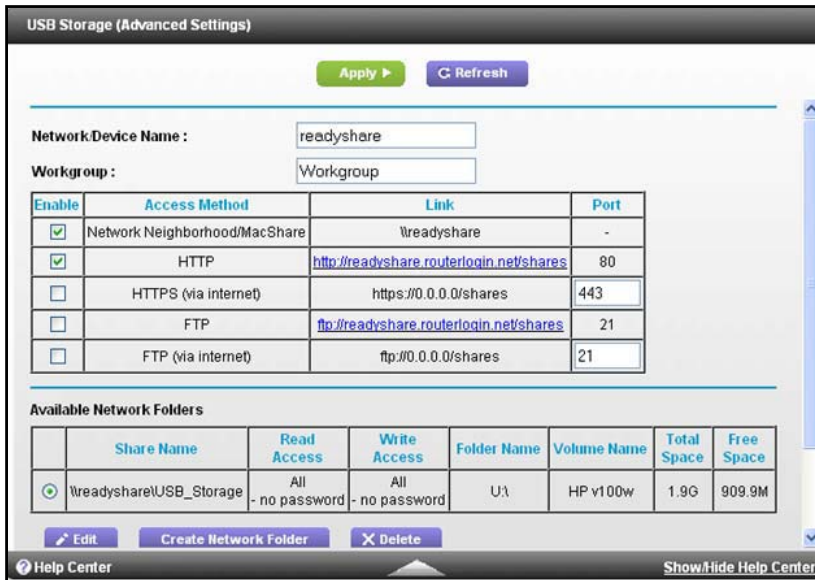 USB Storage (Advanced Settings)
Apply
Refresh
Network/Device Name : readyshare
Workgroup : Workgroup
Enable Access Method Link Port
Network Neighborhood/MacShare \\readyshare -
HTTP http://readyshare.routerlogin.net/shares 80
HTTPS (via internet) https://0.0.0.0/shares 443
FTP ftp://readyshare.routerlogin.net/shares 21
FTP (via internet) ftp://0.0.0.0/shares 21
Available Network Folders
Share Name Read Access Write Access Folder Name Volume Name Total Space Free Space
\\readyshare\USB_Storage All - no password All - no password U:\ HP v100w 1.9G 909.9M
Edit Create Network Folder Delete
Help Center Show/Hide Help Center